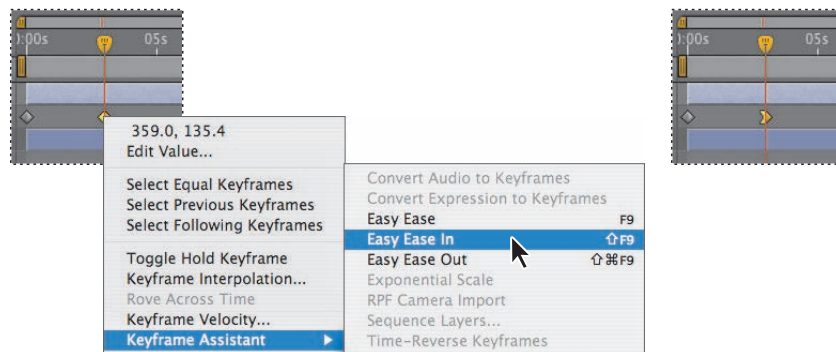 ):00s 05s
):00s 05s
359.0, 135.4
Edit Value...
Select Equal Keyframes
Select Previous Keyframes
Select Following Keyframes
Toggle Hold Keyframe
Keyframe Interpolation...
Rove Across Time
Keyframe Velocity...
Keyframe Assistant
Convert Audio to Keyframes
Convert Expression to Keyframes
Easy Ease F9
Easy Ease In ⇧F9
Easy Ease Out ⇧⌘F9
Exponential Scale
RPF Camera Import
Sequence Layers...
Time-Reverse Keyframes